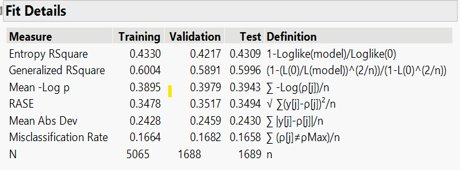 Fit Details
Measure Training Validation Test Definition
Entropy RSquare 0.4330 0.4217 0.4309 1-Loglike(model)/Loglike(0)
Generalized RSquare 0.6004 0.5891 0.5996 (1-(L(0)/L(model))^(2/n))/(1-L(0)^(2/n))
Mean -Log p 0.3895 0.3979 0.3943 ∑ -Log(ρ[j])/n
RASE 0.3478 0.3517 0.3494 √ ∑(y[j]-ρ[j])²/n
Mean Abs Dev 0.2428 0.2459 0.2430 ∑ |y[j]-ρ[j]|/n
Misclassification Rate 0.1664 0.1682 0.1658 ∑ (ρ[j]≠ρMax)/n
N 5065 1688 1689 n